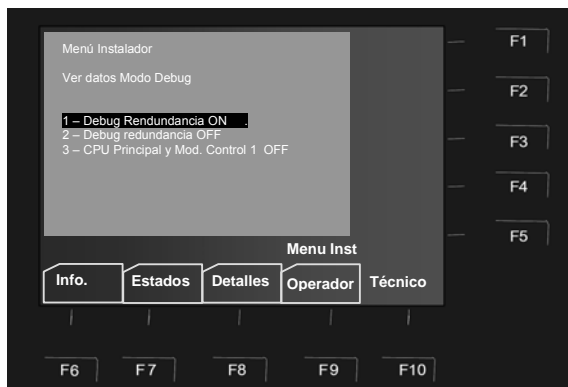 Menú Instalador
Ver datos Modo Debug
1 – Debug Rendundancia ON .
2 – Debug redundancia OFF
3 – CPU Principal y Mod. Control 1 OFF
Menu Inst
Info. Estados Detalles Operador Técnico
F1
F2
F3
F4
F5
F6 F7 F8 F9 F10